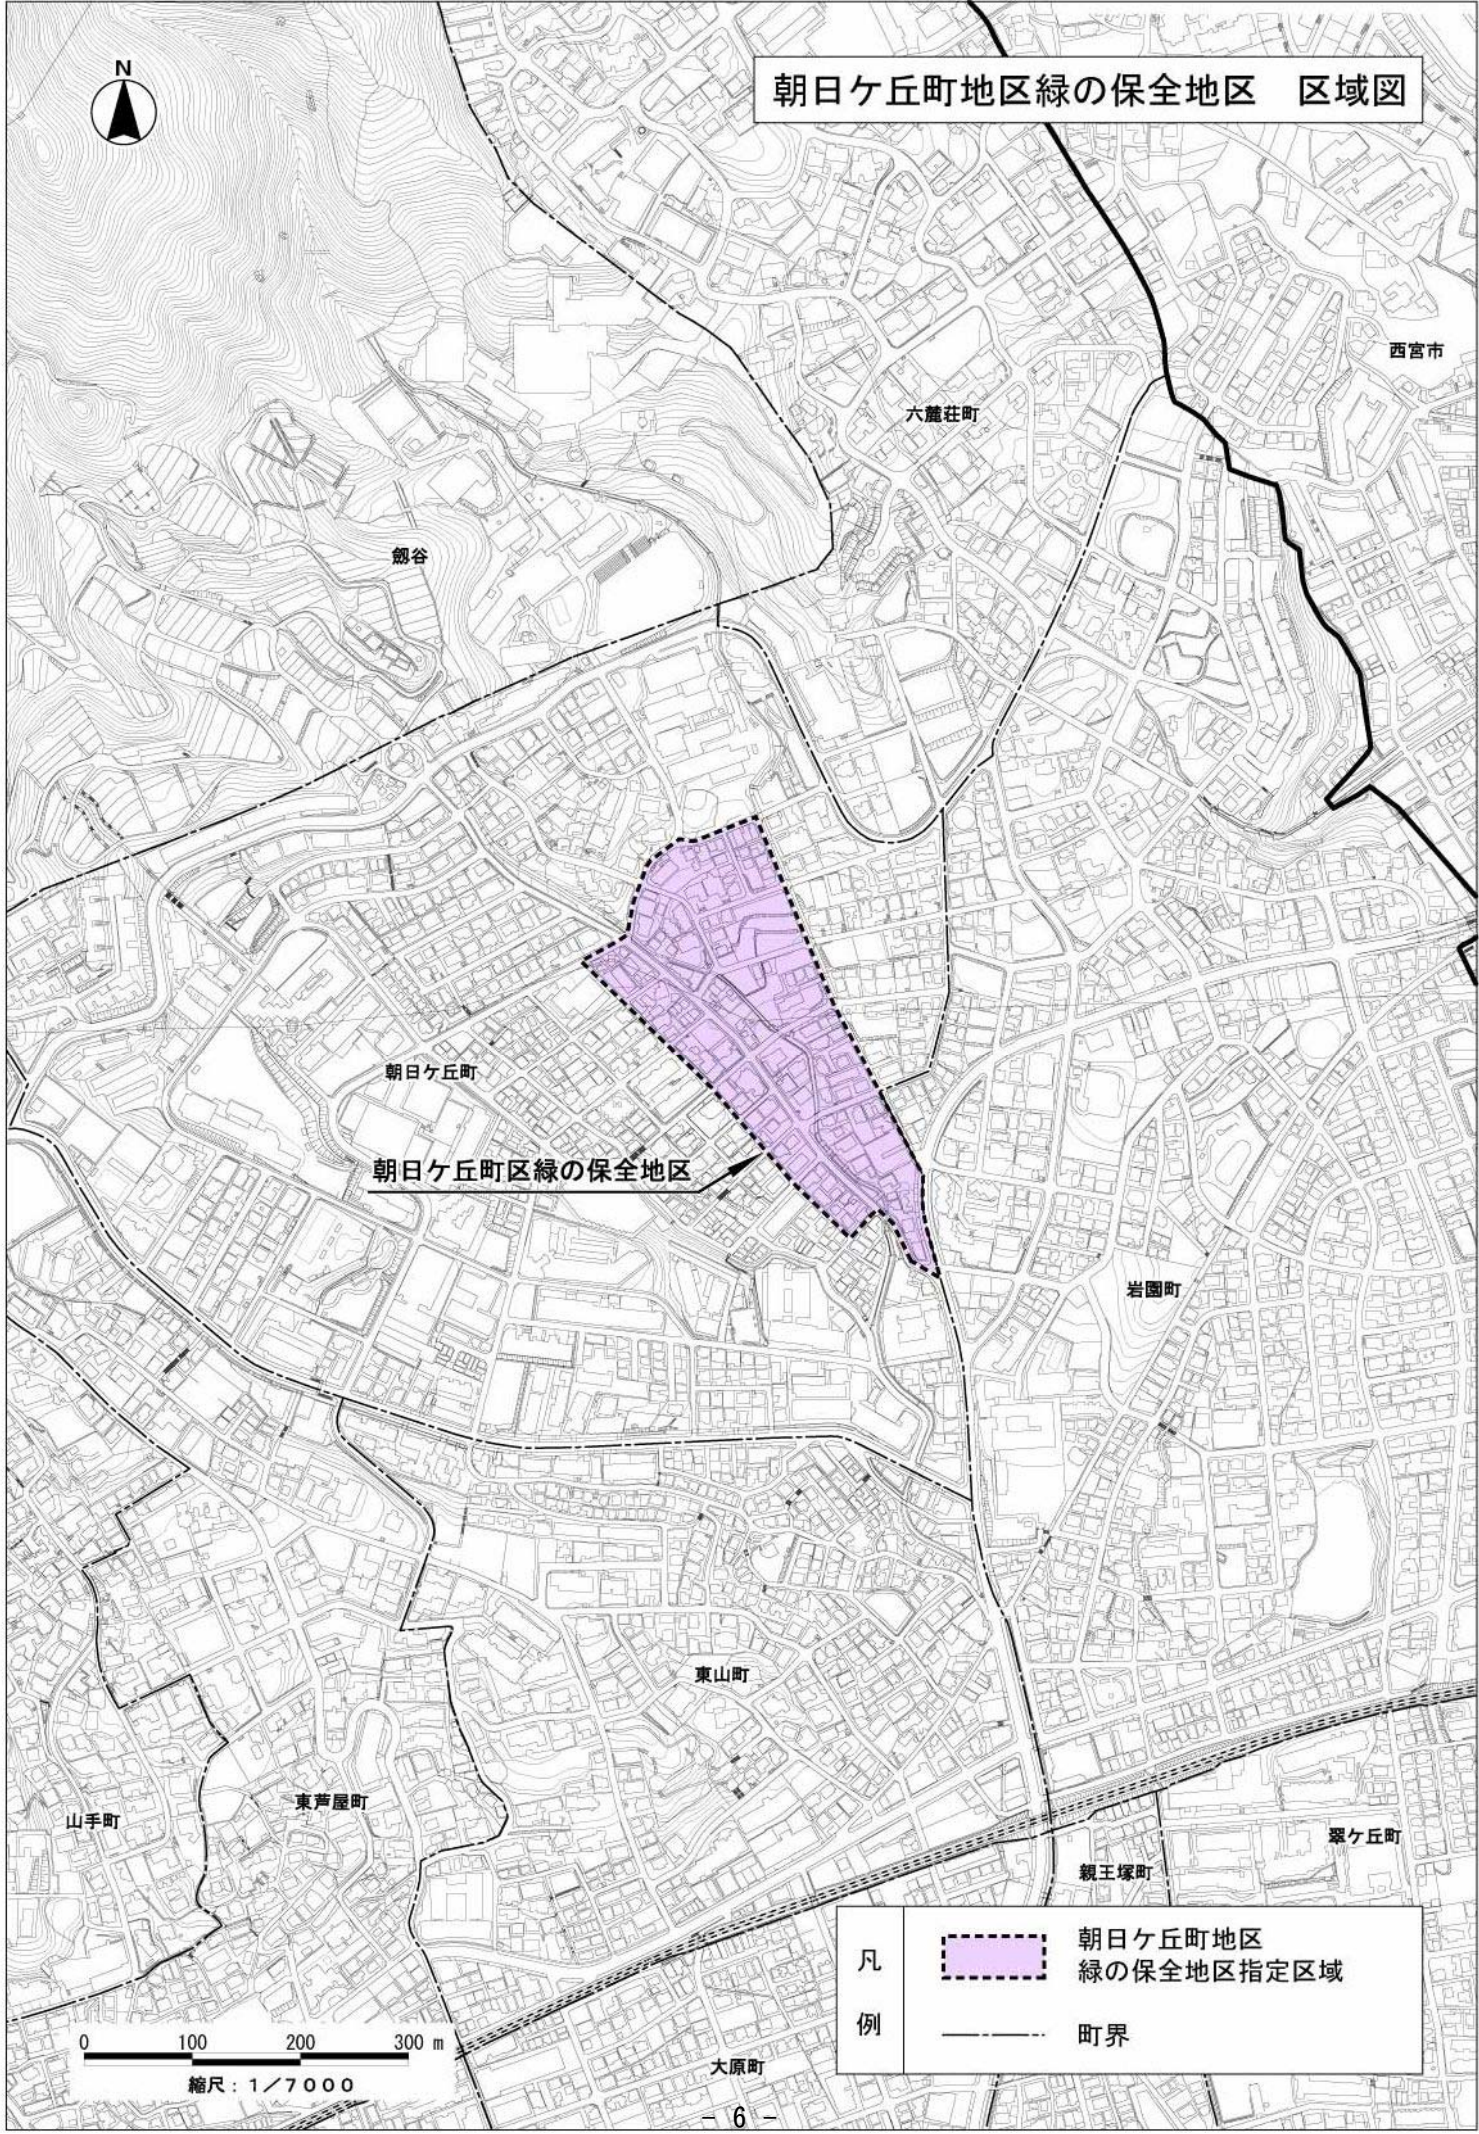 N
朝日ケ丘町地区緑の保全地区　区域図
西宮市
六麓荘町
劔谷
朝日ケ丘町
朝日ケ丘町区緑の保全地区
岩園町
東山町
東芦屋町
山手町
翠ケ丘町
親王塚町
凡例
朝日ケ丘町地区
緑の保全地区指定区域
町界
0 100 200 300 m
縮尺：1／7000
大原町
- 6 -